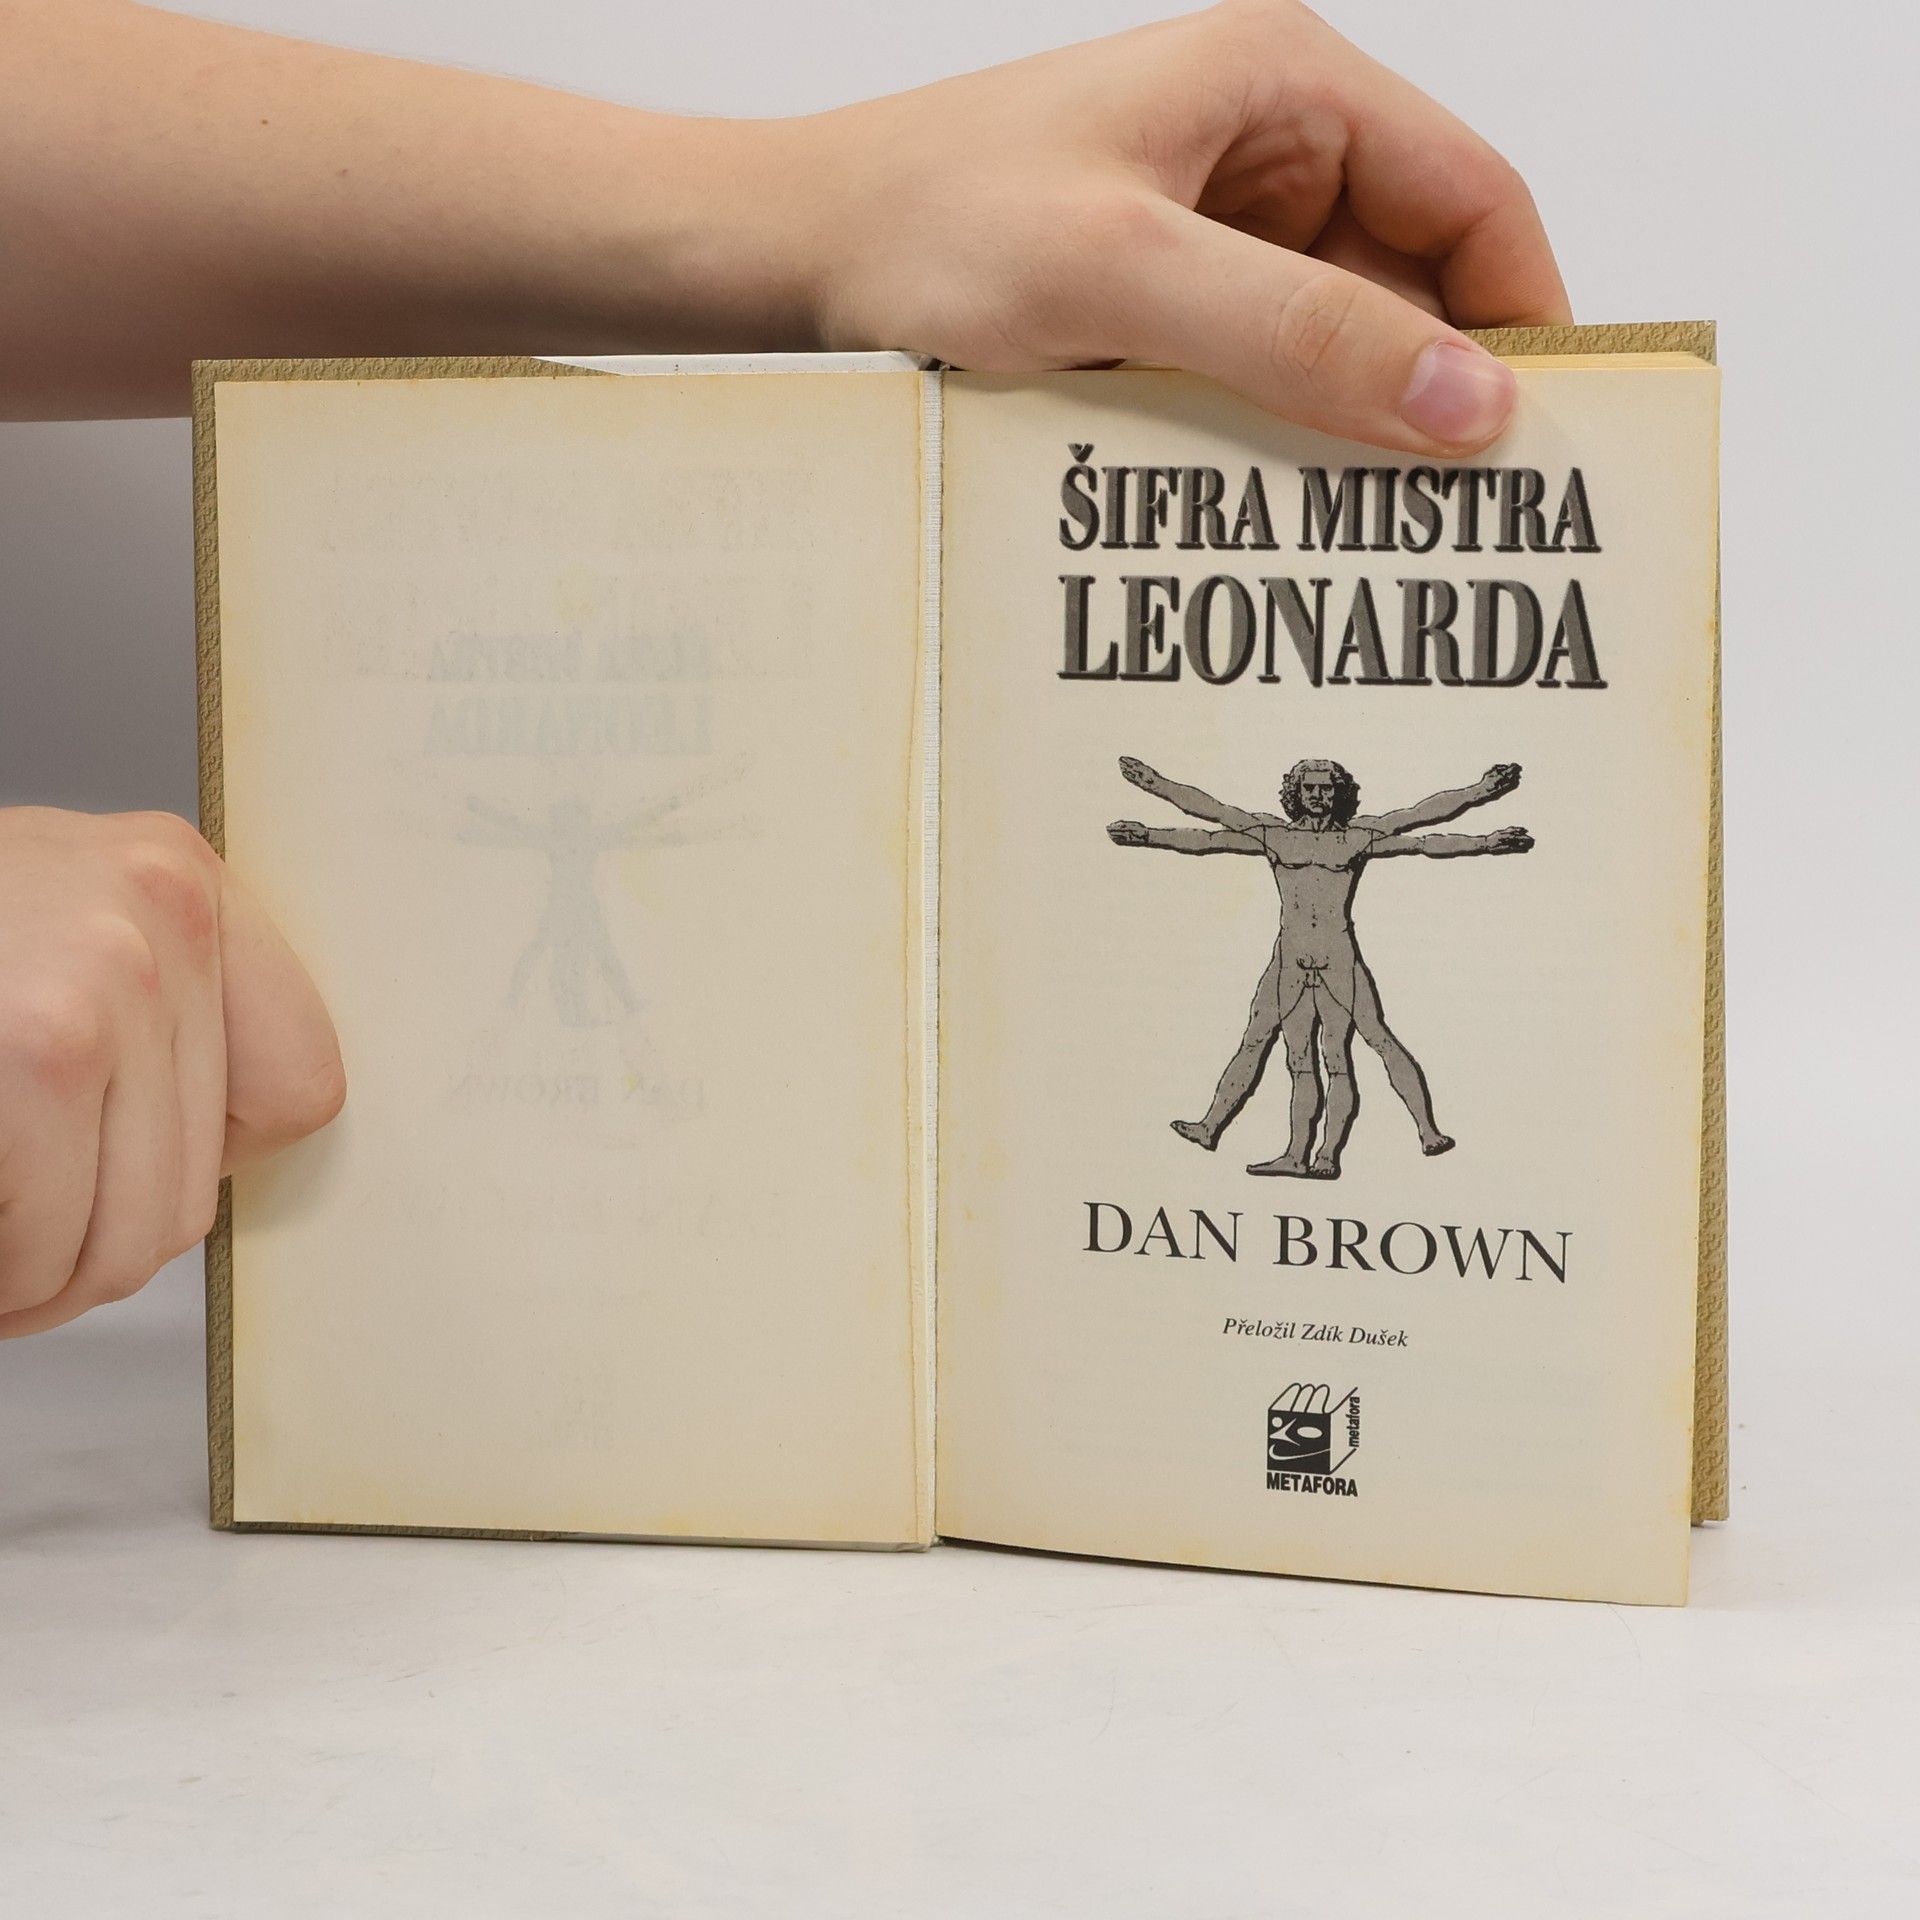 ŠIFRA MISTRA
LEONARDA
DAN BROWN
Přeložil Zdík Dušek
metafora
METAFORA